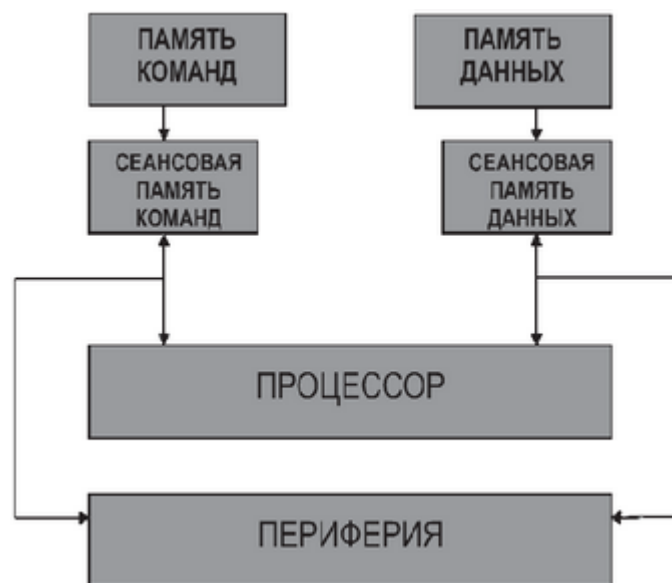 ПАМЯТЬ
КОМАНД
ПАМЯТЬ
ДАННЫХ
СЕАНСОВАЯ
ПАМЯТЬ
КОМАНД
СЕАНСОВАЯ
ПАМЯТЬ
ДАННЫХ
ПРОЦЕССОР
ПЕРИФЕРИЯ